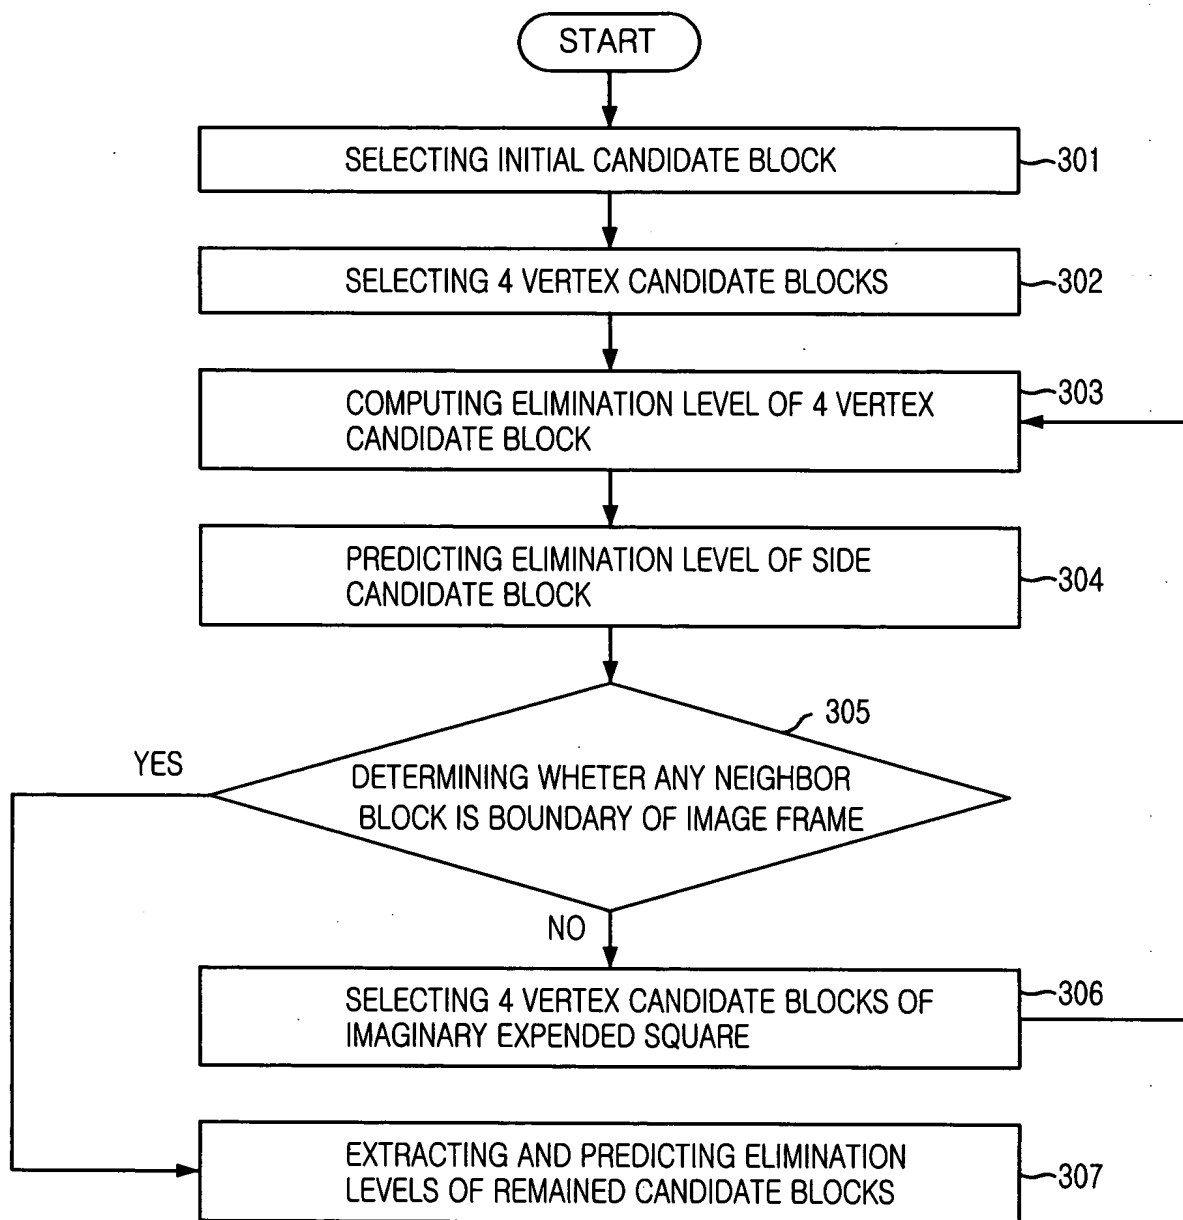 START
SELECTING INITIAL CANDIDATE BLOCK
301
SELECTING 4 VERTEX CANDIDATE BLOCKS
302
COMPUTING ELIMINATION LEVEL OF 4 VERTEX
CANDIDATE BLOCK
303
PREDICTING ELIMINATION LEVEL OF SIDE
CANDIDATE BLOCK
304
305
YES
DETERMINING WHETER ANY NEIGHBOR
BLOCK IS BOUNDARY OF IMAGE FRAME
NO
SELECTING 4 VERTEX CANDIDATE BLOCKS OF
IMAGINARY EXPENDED SQUARE
306
EXTRACTING AND PREDICTING ELIMINATION
LEVELS OF REMAINED CANDIDATE BLOCKS
307